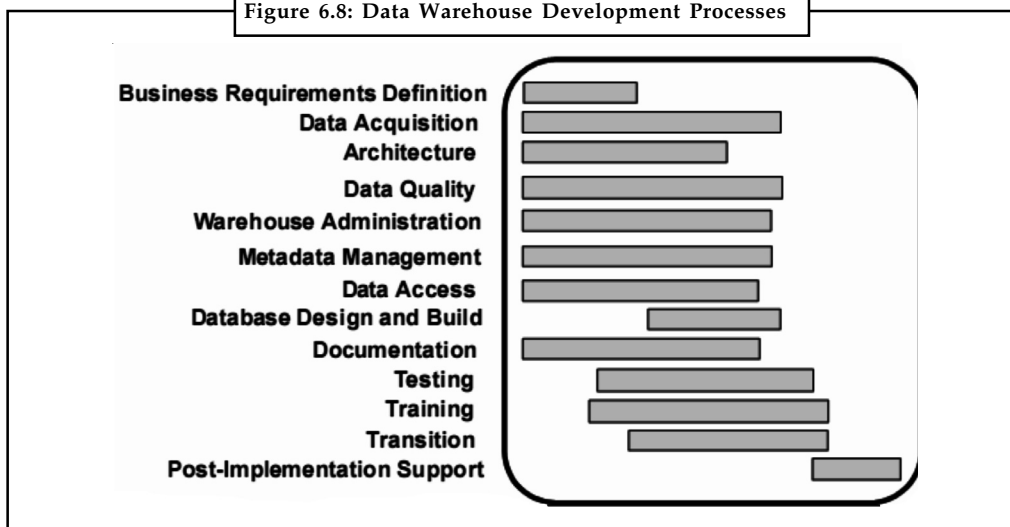 Figure 6.8: Data Warehouse Development Processes
Business Requirements Definition
Data Acquisition
Architecture
Data Quality
Warehouse Administration
Metadata Management
Data Access
Database Design and Build
Documentation
Testing
Training
Transition
Post-Implementation Support